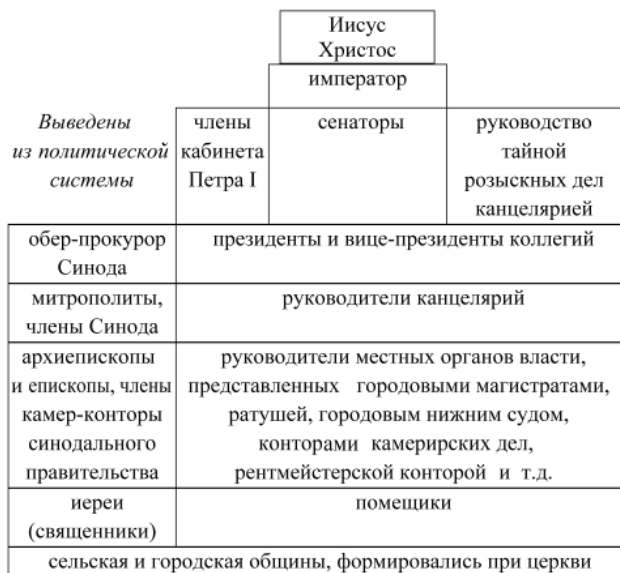 Иисус
Христос
император
Выведены
из политической
системы
члены
кабинета
Петра I
сенаторы
руководство
тайной
розыскных дел
канцелярией
обер-прокурор
Синода
президенты и вице-президенты коллегий
митрополиты,
члены Синода
руководители канцелярий
архиепископы
и епископы, члены
камер-конторы
синодального
правительства
руководители местных органов власти,
представленных городовыми магистратами,
ратушей, городовым нижним судом,
конторами камерирских дел,
рентмейстерской конторой и т.д.
иереи
(священники)
помещики
сельская и городская общины, формировались при церкви